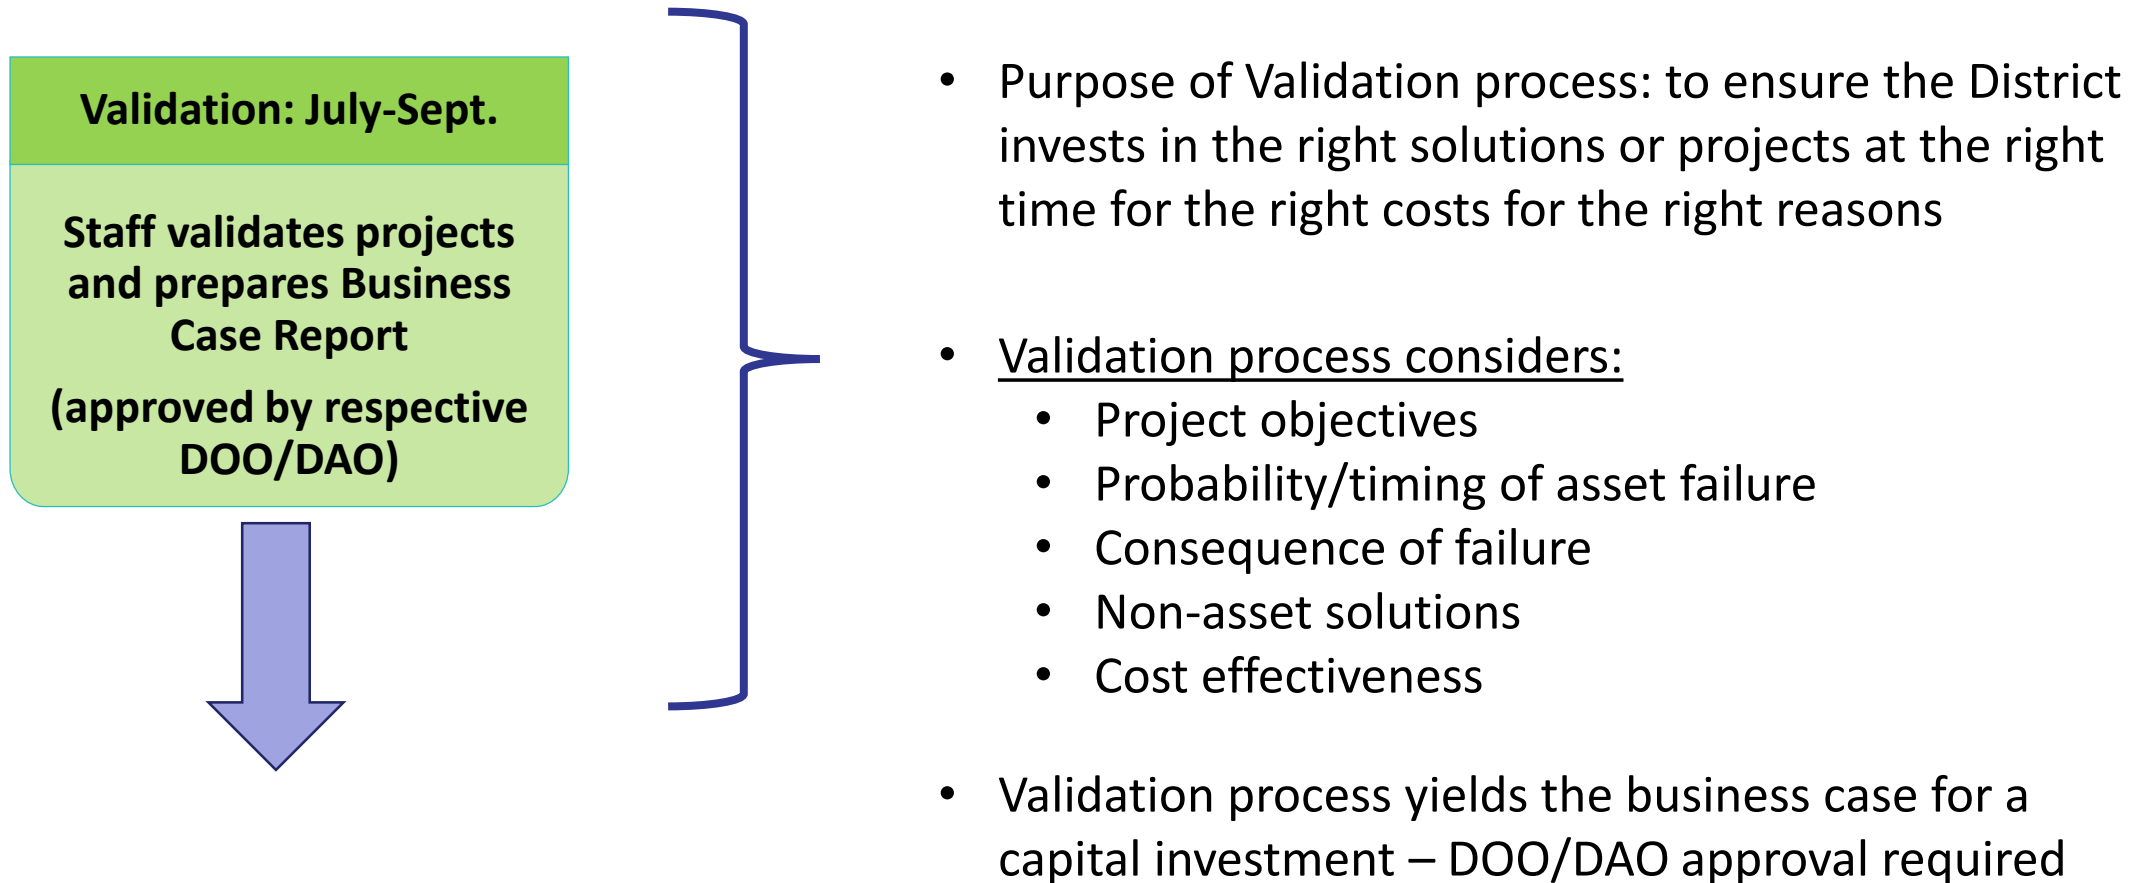 Validation: July-Sept.
Staff validates projects
and prepares Business
Case Report
(approved by respective
DOO/DAO)
• Purpose of Validation process: to ensure the District
invests in the right solutions or projects at the right
time for the right costs for the right reasons
• Validation process considers:
• Project objectives
• Probability/timing of asset failure
• Consequence of failure
• Non-asset solutions
• Cost effectiveness
• Validation process yields the business case for a
capital investment – DOO/DAO approval required